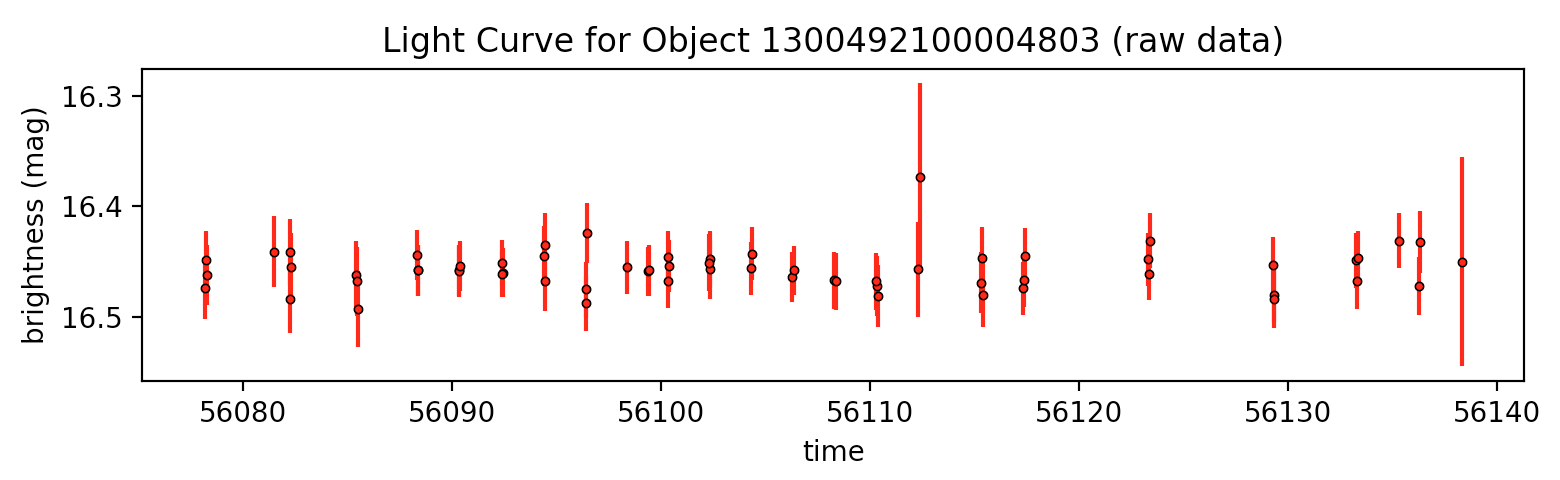 Light Curve for Object 1300492100004803 (raw data)
brightness (mag)
16.3
16.4
16.5
56080 56090 56100 56110 56120 56130 56140
time